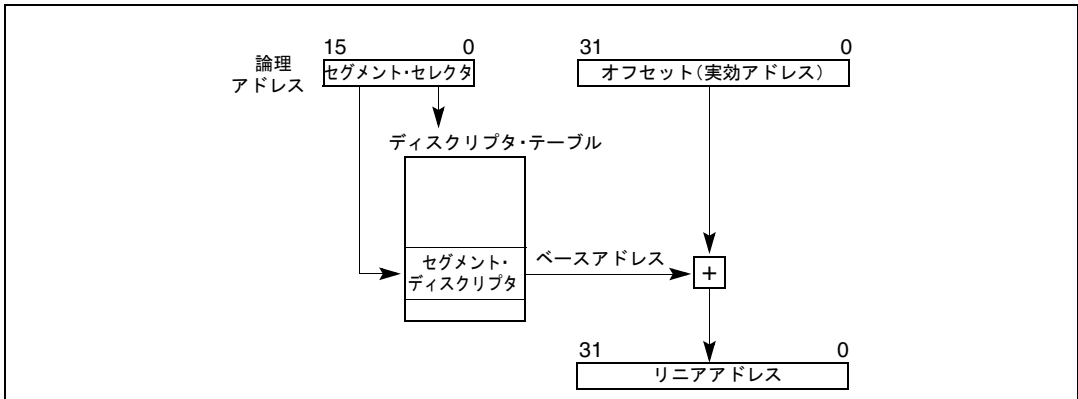 論理
アドレス
15 0
セグメント・セレクタ
31 0
オフセット(実効アドレス)
ディスクリプタ・テーブル
セグメント・
ディスクリプタ
ベースアドレス
+
31 0
リニアアドレス